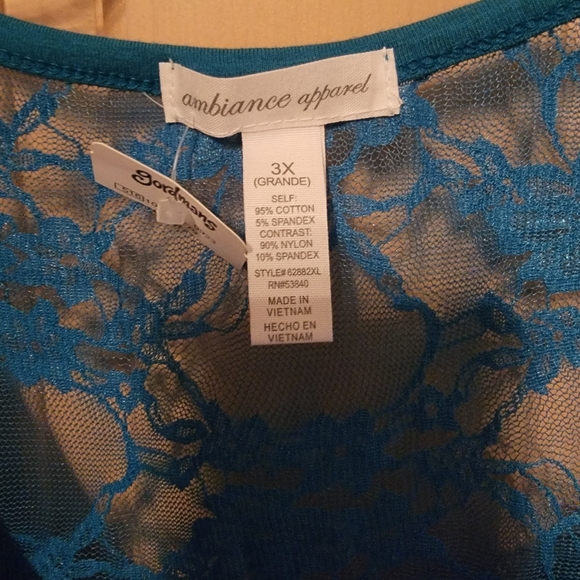 ambiance apparel
3X
(GRANDE)
SELF:
95% COTTON
5% SPANDEX
CONTRAST:
90% NYLON
10% SPANDEX
STYLE# 62882XL
RN#53840
MADE IN
VIETNAM
HECHO EN
VIETNAM
gordmans